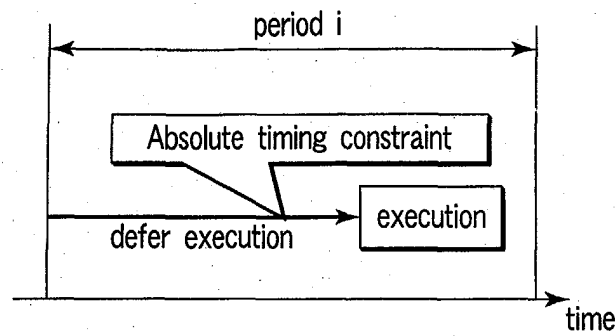 period i
Absolute timing constraint
execution
defer execution
time